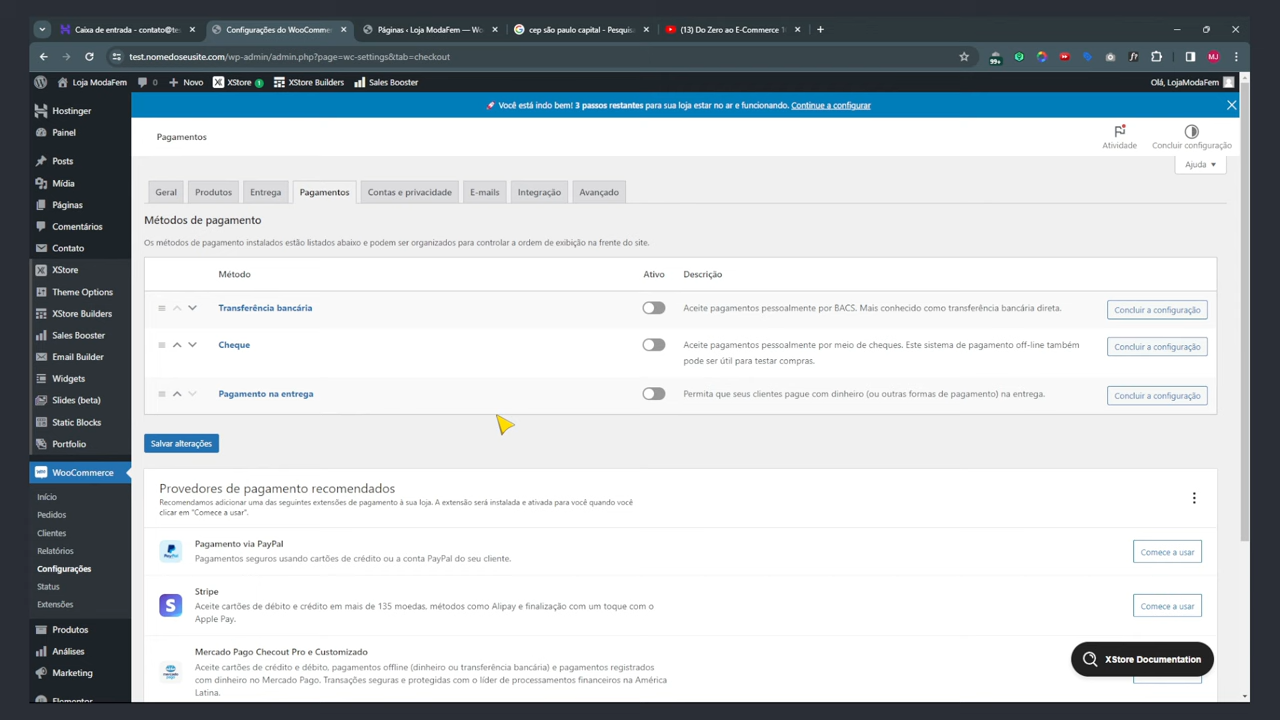 Caixa de entrada - contato@te:
Configurações do WooComme
Páginas ‹ Loja ModaFem — W
cep são paulo capital - Pesquis
(13) Do Zero ao E-Commerce
test.nomedoseusite.com/wp-admin/admin.php?page=wc-settings&tab=checkout
99+
MJ
Loja ModaFem
0
Novo
XStore 1
XStore Builders
Sales Booster
Olá, LojaModaFem
Hostinger
Painel
Posts
Mídia
Páginas
Comentários
Contato
XStore
Theme Options
XStore Builders
Sales Booster
Email Builder
Widgets
Slides (beta)
Static Blocks
Portfolio
WooCommerce
Início
Pedidos
Clientes
Relatórios
Configurações
Status
Extensões
Produtos
Análises
Marketing
Elementor
🚀 Você está indo bem! 3 passos restantes para sua loja estar no ar e funcionando. Continue a configurar
Pagamentos
Atividade
Concluir configuração
Ajuda
Geral
Produtos
Entrega
Pagamentos
Contas e privacidade
E-mails
Integração
Avançado
Métodos de pagamento
Os métodos de pagamento instalados estão listados abaixo e podem ser organizados para controlar a ordem de exibição na frente do site.
Método
Ativo
Descrição
Transferência bancária
Aceite pagamentos pessoalmente por BACS. Mais conhecido como transferência bancária direta.
Concluir a configuração
Cheque
Aceite pagamentos pessoalmente por meio de cheques. Este sistema de pagamento off-line também
pode ser útil para testar compras.
Concluir a configuração
Pagamento na entrega
Permita que seus clientes pague com dinheiro (ou outras formas de pagamento) na entrega.
Concluir a configuração
Salvar alterações
Provedores de pagamento recomendados
Recomendamos adicionar uma das seguintes extensões de pagamento à sua loja. A extensão será instalada e ativada para você quando você
clicar em "Comece a usar".
PayPal
Pagamento via PayPal
Pagamentos seguros usando cartões de crédito ou a conta PayPal do seu cliente.
Comece a usar
S
Stripe
Aceite cartões de débito e crédito em mais de 135 moedas, métodos como Alipay e finalização com um toque com o
Apple Pay.
Comece a usar
Mercado Pago Checout Pro e Customizado
Aceite cartões de crédito e débito, pagamentos offline (dinheiro ou transferência bancária) e pagamentos registrados
com dinheiro no Mercado Pago. Transações seguras e protegidas com o líder de processamentos financeiros na América
Latina.
XStore Documentation